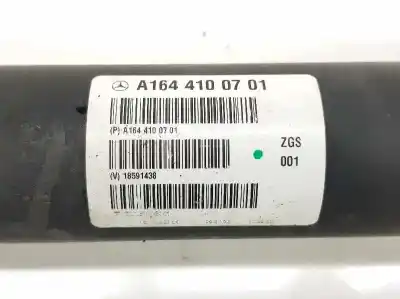 A164 410 07 01
(P) A164 410 07 01
ZGS
001
(V) 18591438